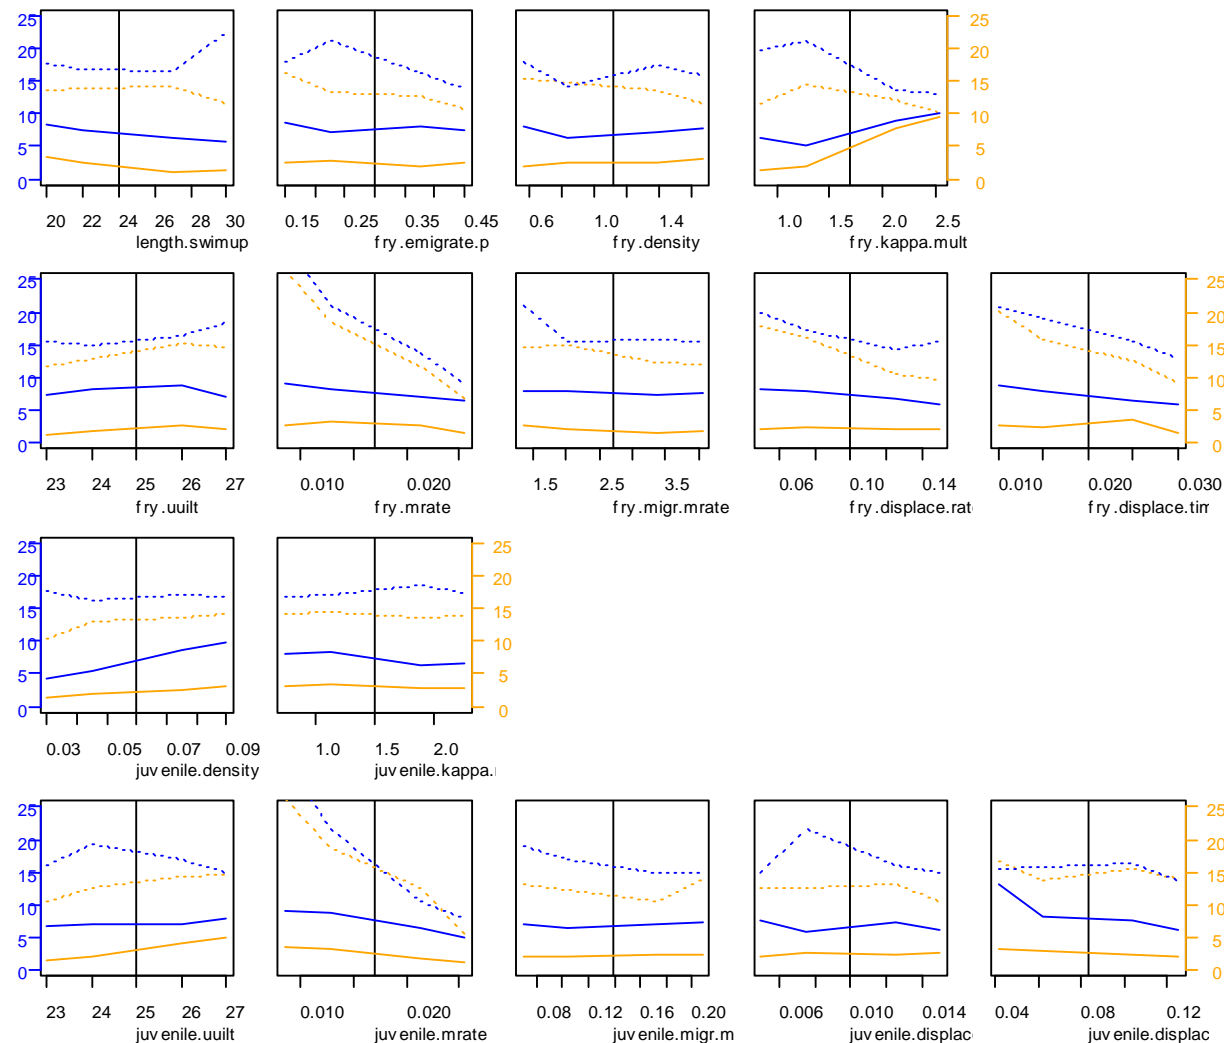 25 20 15 10 5 0
25 20 15 10 5 0
20 22 24 26 28 30
length.swimup
0.15 0.25 0.35 0.45
fry.emigrate.p
0.6 1.0 1.4
fry.density
1.0 1.5 2.0 2.5
fry.kappa.mult
25 20 15 10 5 0
25 20 15 10 5 0
23 24 25 26 27
fry.uuilt
0.010 0.020
fry.mrate
1.5 2.5 3.5
fry.migr.mrate
0.06 0.10 0.14
fry.displace.rat
0.010 0.020 0.030
fry.displace.tim
25 20 15 10 5 0
25 20 15 10 5 0
0.03 0.05 0.07 0.09
juvenile.density
1.0 1.5 2.0
juvenile.kappa.
25 20 15 10 5 0
25 20 15 10 5 0
23 24 25 26 27
juvenile.uuilt
0.010 0.020
juvenile.mrate
0.08 0.12 0.16 0.20
juvenile.migr.m
0.006 0.010 0.014
juvenile.displac
0.04 0.08 0.12
juvenile.displac